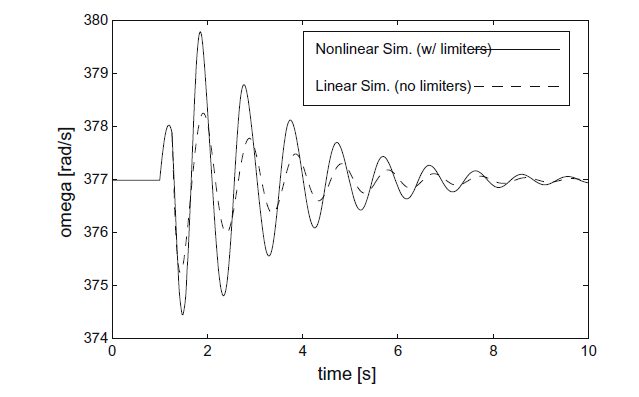 380
379
378
377
376
375
374
omega [rad/s]
Nonlinear Sim. (w/ limiters)
Linear Sim. (no limiters)
0 2 4 6 8 10
time [s]